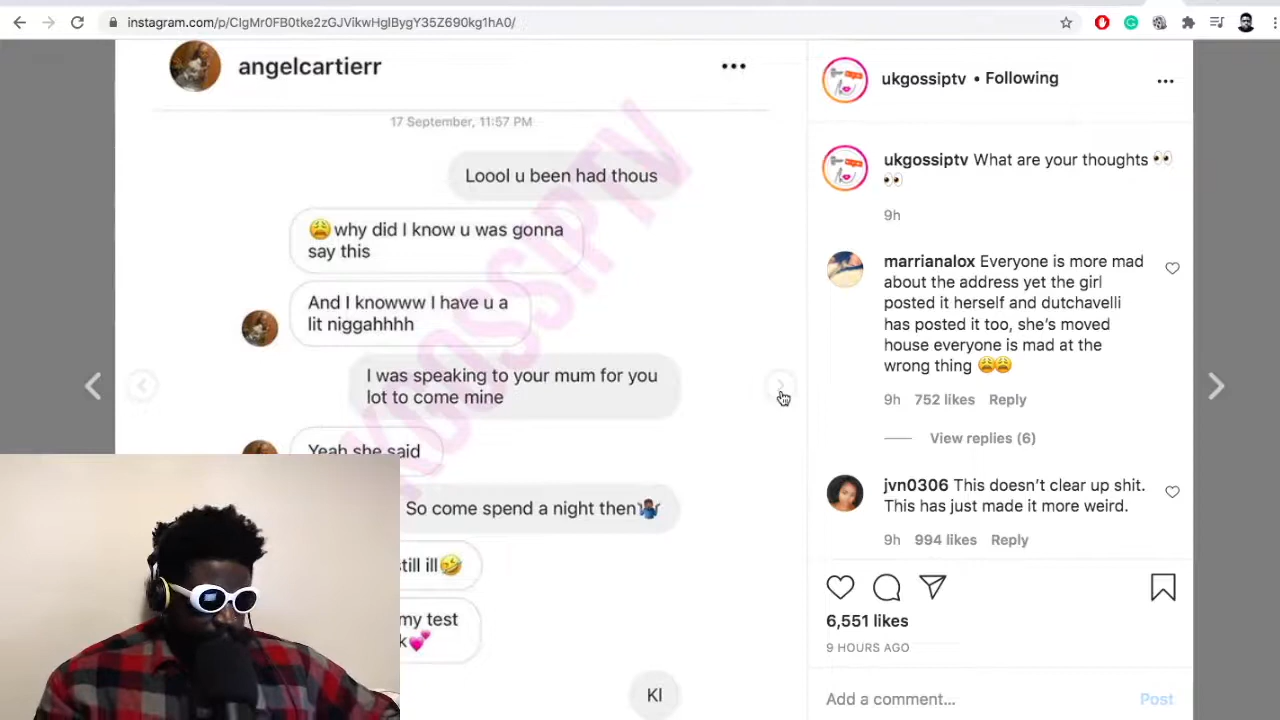 instagram.com/p/CIgMr0FB0tke2zGJVikwHgIBygY35Z690kg1hA0/
angelcartierr
17 September, 11:57 PM
Loool u been had thous
😩why did I know u was gonna
say this
And I knowww I have u a
lit niggahhhh
I was speaking to your mum for you
lot to come mine
Yeah she said
So come spend a night then🤷🏿‍♂️
still ill🤣
my test
💕
KI
UKGOSSIPTV
ukgossiptv • Following
ukgossiptv What are your thoughts 👀
👀
9h
marrianalox Everyone is more mad
about the address yet the girl
posted it herself and dutchavelli
has posted it too, she’s moved
house everyone is mad at the
wrong thing 😩😩
9h 752 likes Reply
View replies (6)
jvn0306 This doesn’t clear up shit.
This has just made it more weird.
9h 994 likes Reply
6,551 likes
9 HOURS AGO
Add a comment... Post